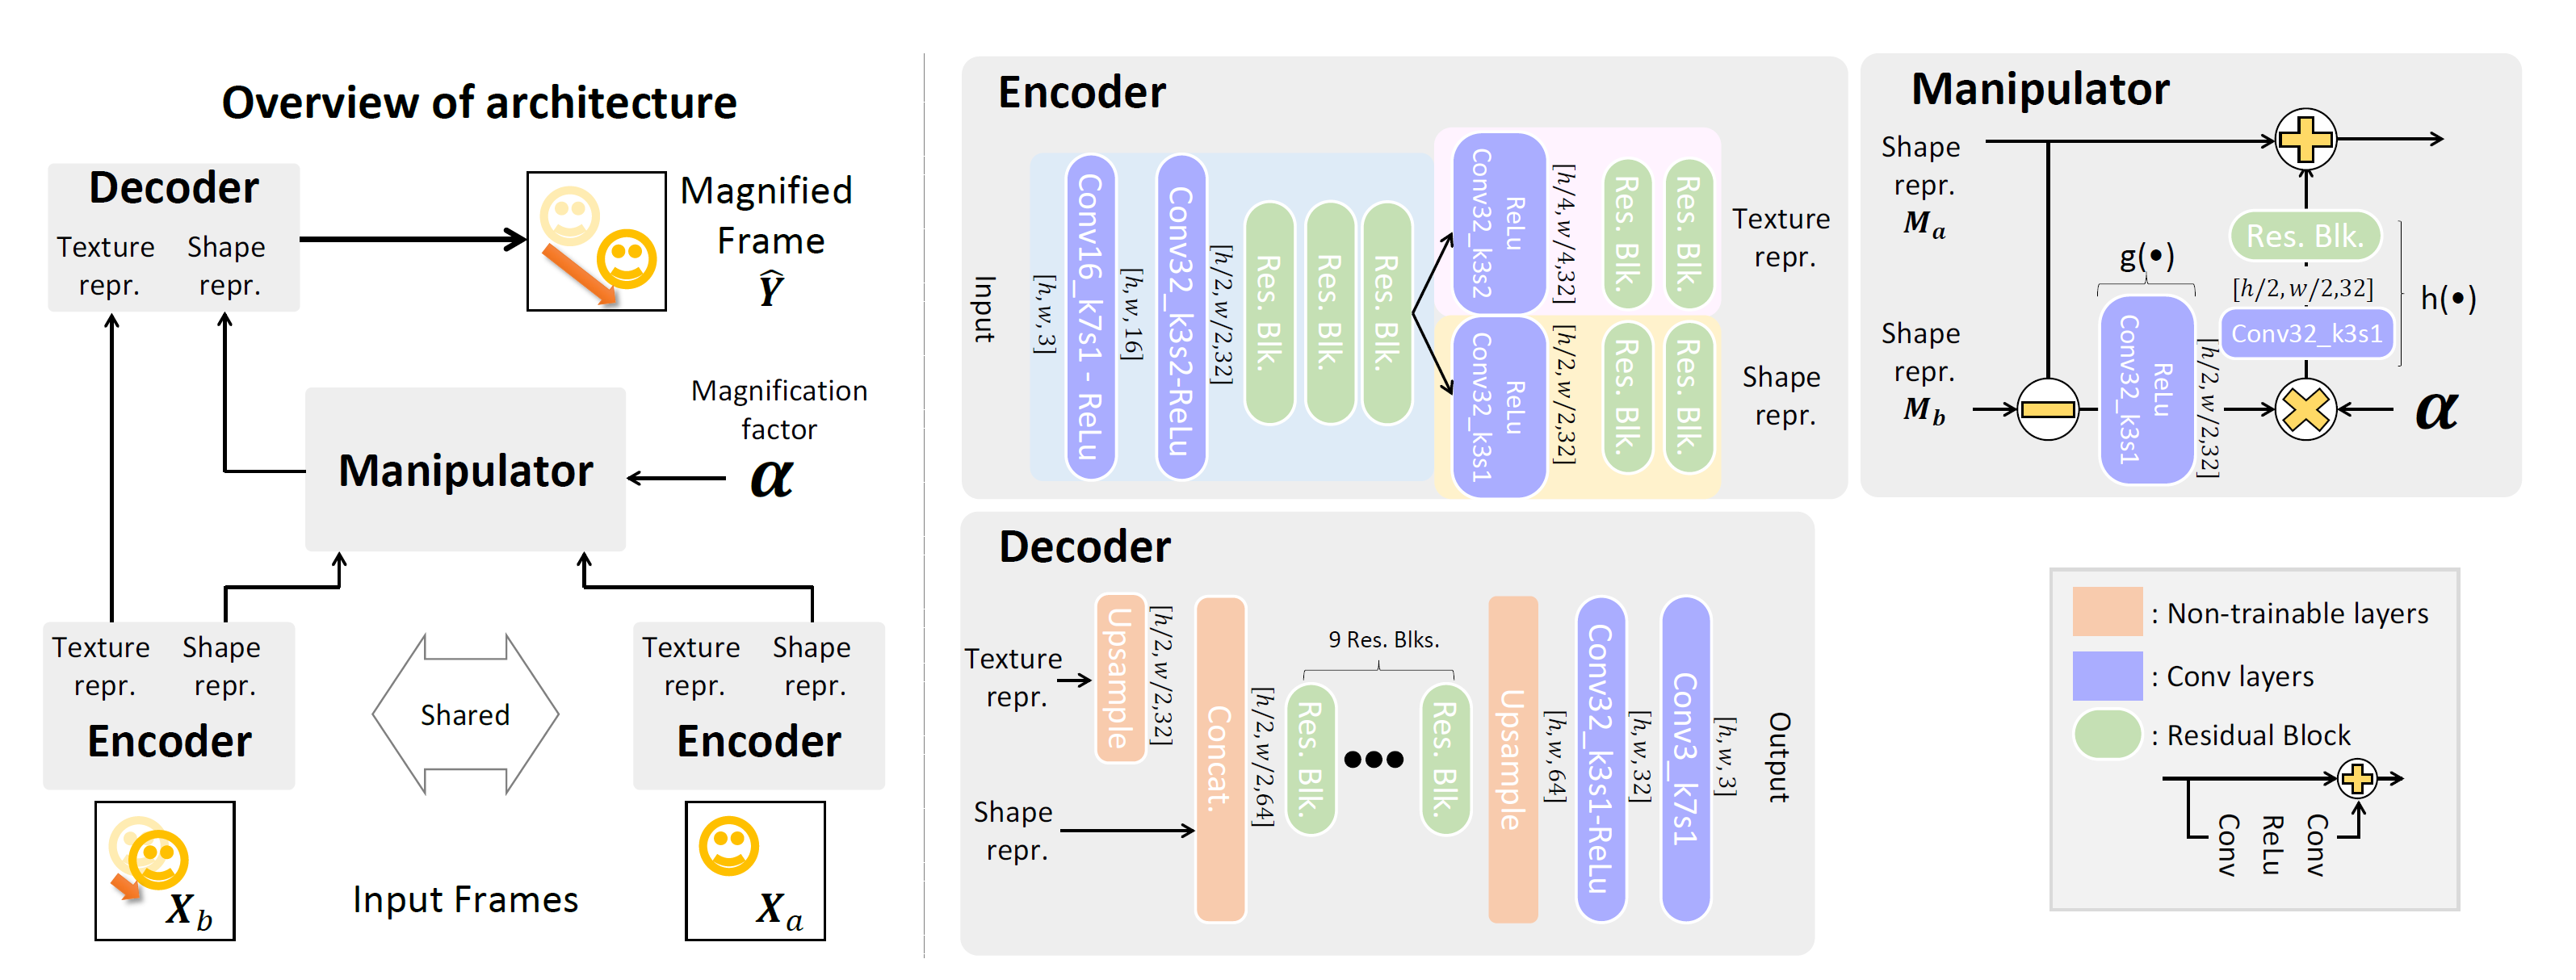 Overview of architecture
Decoder
Texture
repr.
Shape
repr.
Magnified
Frame
Ŷ
Magnification
factor
α
Manipulator
Texture
repr.
Shape
repr.
Encoder
Shared
Texture
repr.
Shape
repr.
Encoder
X_b
Input Frames
X_a
Encoder
Input
[h, w, 3]
Conv16_k7s1 - ReLu
[h, w, 16]
Conv32_k3s2-ReLu
[h/2, w/2,32]
Res. Blk.
Res. Blk.
Res. Blk.
Conv32_k3s2
ReLu
[h/4, w/4,32]
Res. Blk.
Res. Blk.
Texture
repr.
Conv32_k3s1
ReLu
[h/2, w/2,32]
Res. Blk.
Res. Blk.
Shape
repr.
Manipulator
Shape
repr.
M_a
Shape
repr.
M_b
g(•)
Conv32_k3s1
ReLu
[h/2, w/2,32]
Res. Blk.
[h/2, w/2,32]
Conv32_k3s1
h(•)
α
Decoder
Texture
repr.
Shape
repr.
Upsample
[h/2, w/2,32]
Concat.
[h/2, w/2,64]
9 Res. Blks.
Res. Blk.
•••
Res. Blk.
Upsample
[h, w, 64]
Conv32_k3s1-ReLu
[h, w, 32]
Conv3_k7s1
[h, w, 3]
Output
: Non-trainable layers
: Conv layers
: Residual Block
Conv
ReLu
Conv